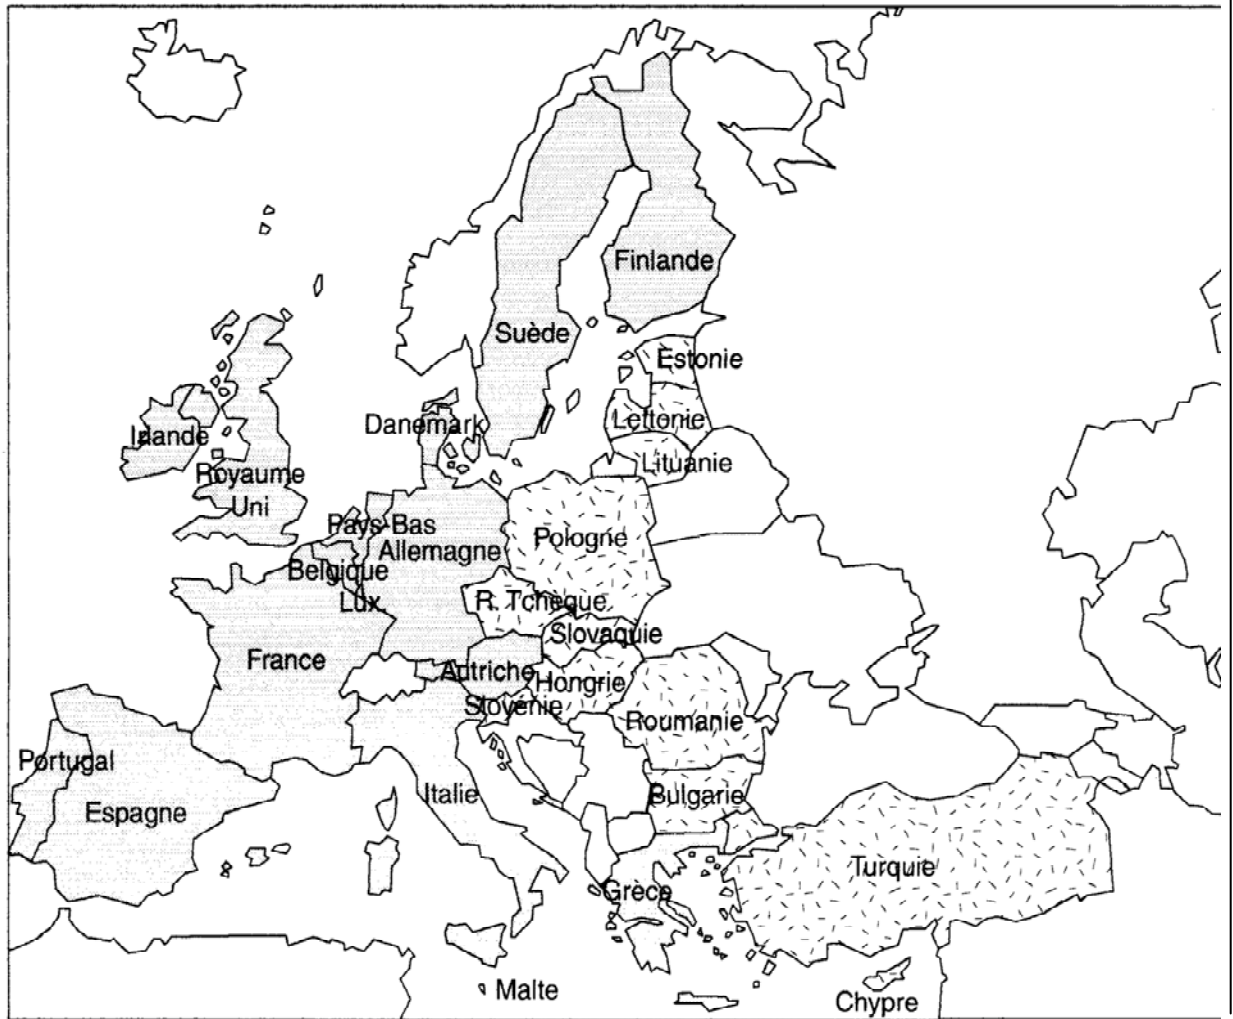 Finlande
Suède
Estonie
Lettonie
Danemark
Irlande
Lituanie
Royaume
Uni
Pays-Bas
Pologne
Allemagne
Belgique
R. Tchèque
Lux
Slovaquie
France
Autriche
Hongrie
Slovénie
Roumanie
Portugal
Italie
Bulgarie
Espagne
Turquie
Grèce
Malte
Chypre